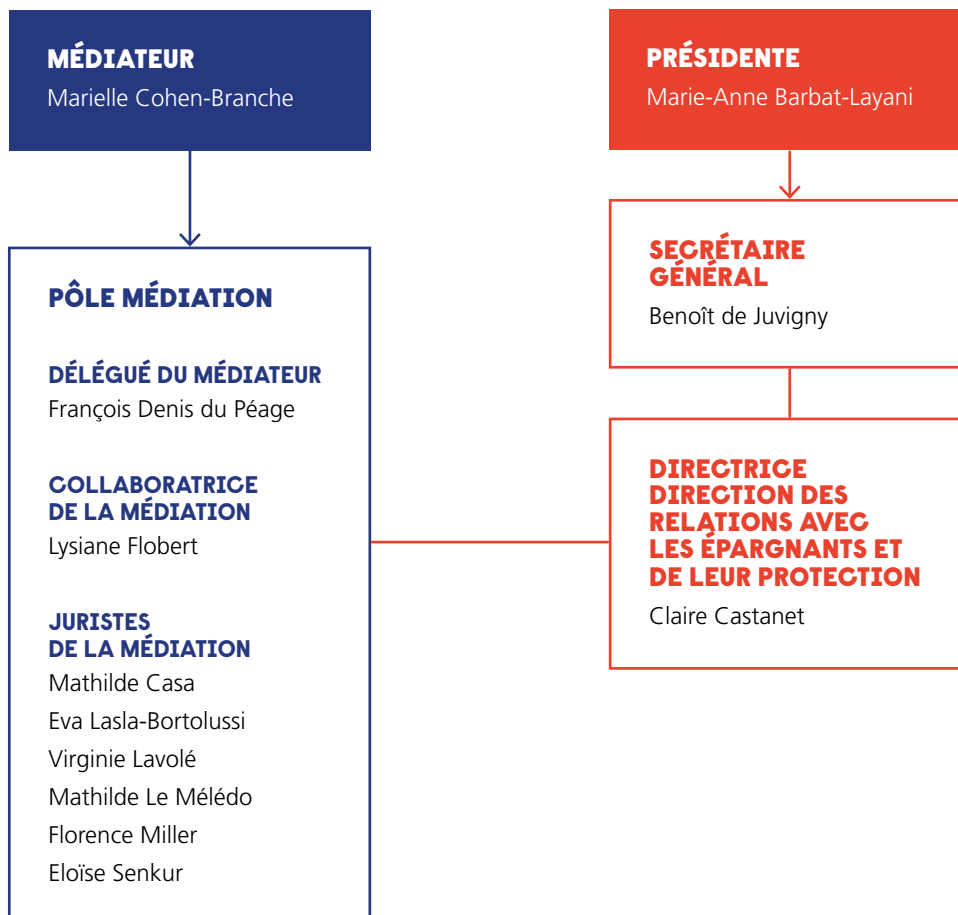 MÉDIATEUR
Marielle Cohen-Branche
PÔLE MÉDIATION
DÉLÉGUÉ DU MÉDIATEUR
François Denis du Péage
COLLABORATRICE
DE LA MÉDIATION
Lysiane Flobert
JURISTES
DE LA MÉDIATION
Mathilde Casa
Eva Lasla-Bortolussi
Virginie Lavolé
Mathilde Le Mélédo
Florence Miller
Eloïse Senkur
PRÉSIDENTE
Marie-Anne Barbat-Layani
SECRÉTAIRE
GÉNÉRAL
Benoît de Juvigny
DIRECTRICE
DIRECTION DES
RELATIONS AVEC
LES ÉPARGNANTS ET
DE LEUR PROTECTION
Claire Castanet